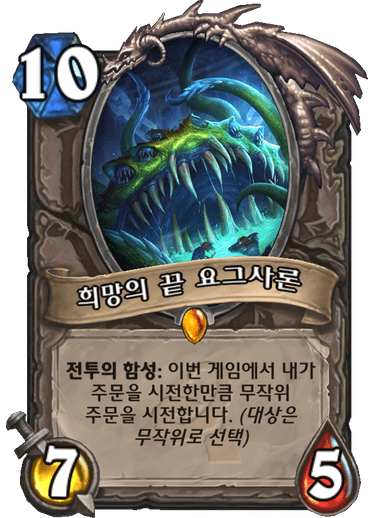 10
희망의 끝 요그사론
전투의 함성: 이번 게임에서 내가
주문을 시전한만큼 무작위
주문을 시전합니다. (대상은
무작위로 선택)
7
5